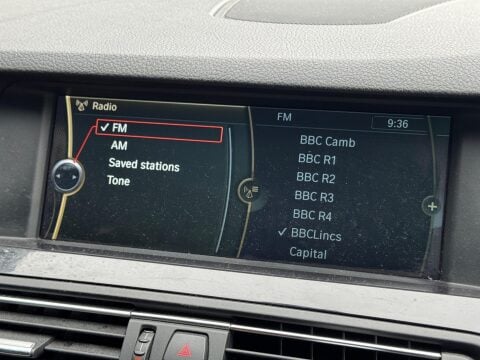 Radio
FM
AM
Saved stations
Tone
FM
9:36
BBC Camb
BBC R1
BBC R2
BBC R3
BBC R4
BBCLincs
Capital